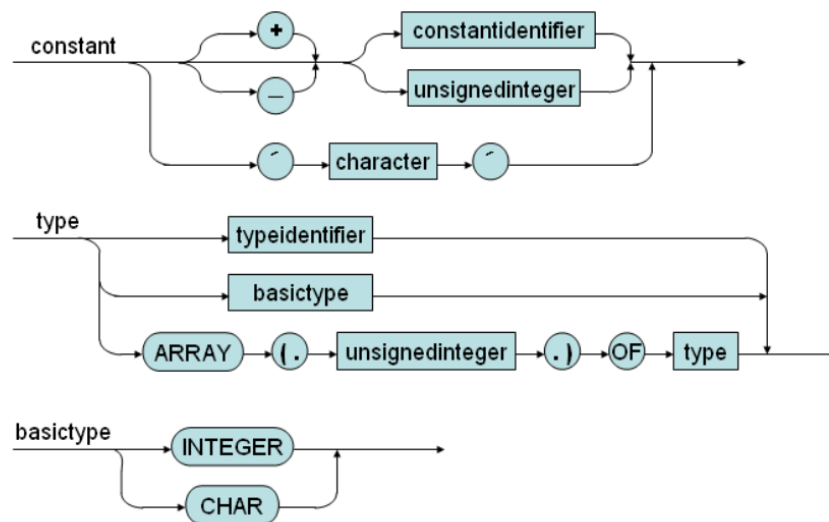 +
constant
constantidentifier
–
unsignedinteger
´ character ´
type
typeidentifier
basictype
ARRAY (. unsignedinteger .) OF type
basictype
INTEGER
CHAR